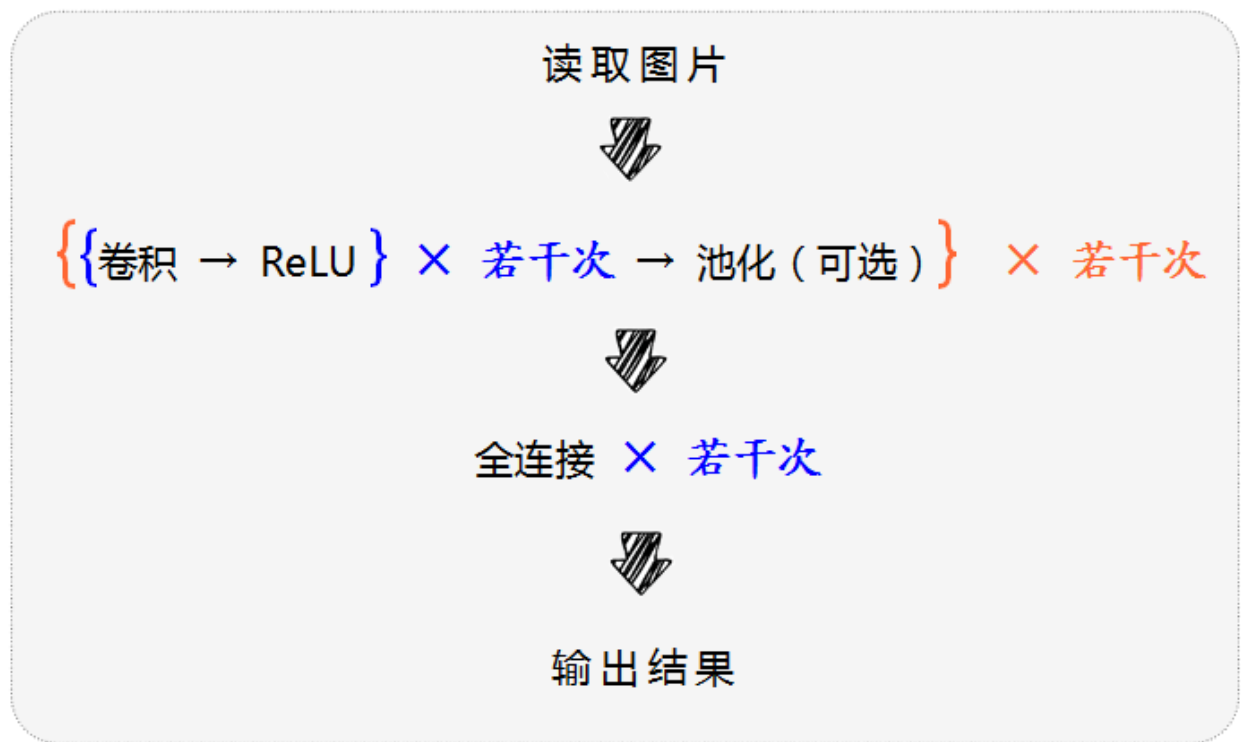 读取图片
{{卷积 → ReLU} × 若干次 → 池化（可选）} × 若干次
全连接 × 若干次
输出结果